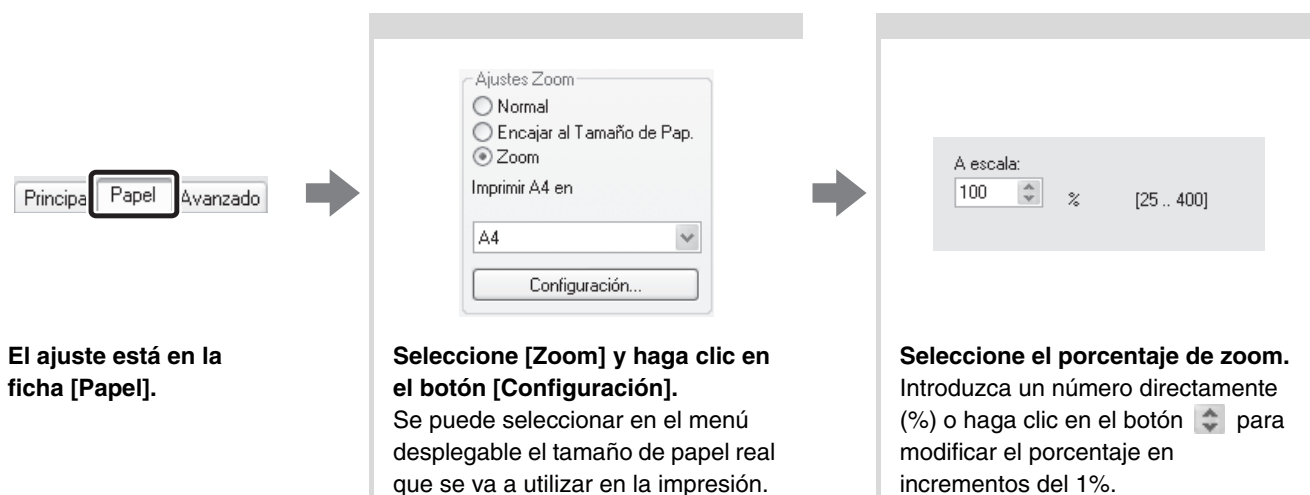 Principa
Papel
Avanzado
El ajuste está en la
ficha [Papel].
Ajustes Zoom
Normal
Encajar al Tamaño de Pap.
Zoom
Imprimir A4 en
A4
Configuración...
Seleccione [Zoom] y haga clic en
el botón [Configuración].
Se puede seleccionar en el menú
desplegable el tamaño de papel real
que se va a utilizar en la impresión.
A escala:
100 % [25 .. 400]
Seleccione el porcentaje de zoom.
Introduzca un número directamente
(%) o haga clic en el botón para
modificar el porcentaje en
incrementos del 1%.